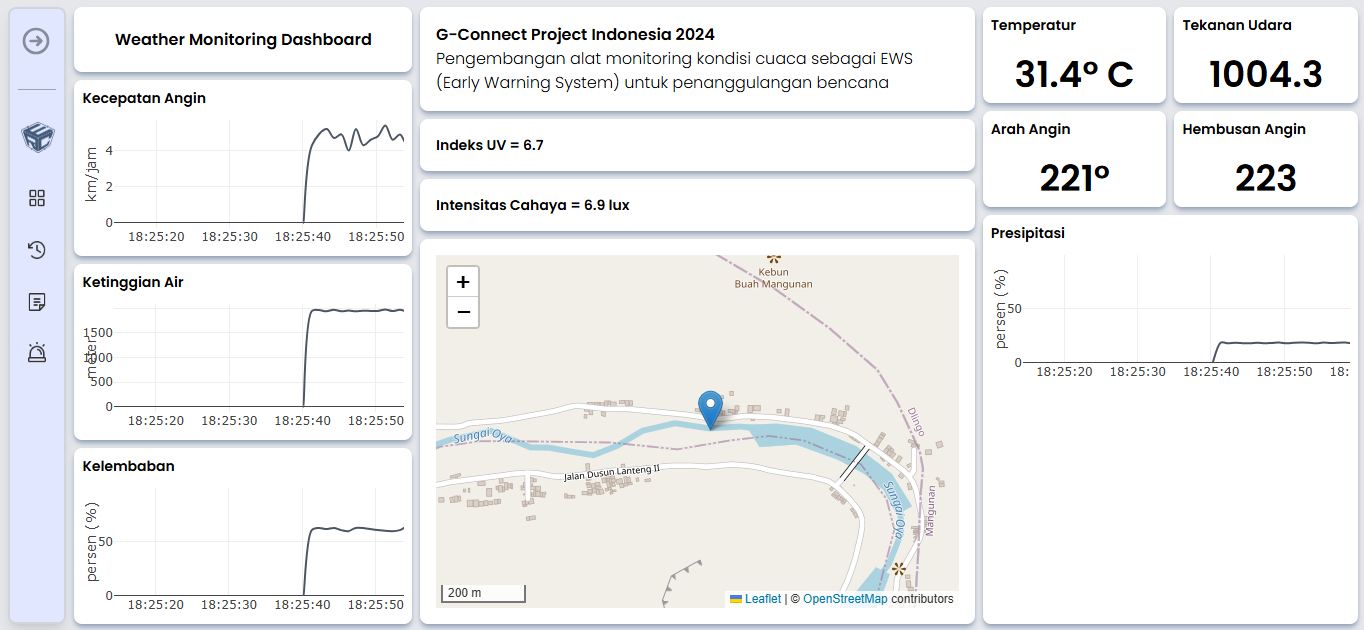 Weather Monitoring Dashboard
Kecepatan Angin
km/jam
4
2
0
18:25:20 18:25:30 18:25:40 18:25:50
Ketinggian Air
meter
1500
1000
500
0
18:25:20 18:25:30 18:25:40 18:25:50
Kelembaban
persen (%)
50
0
18:25:20 18:25:30 18:25:40 18:25:50
G-Connect Project Indonesia 2024
Pengembangan alat monitoring kondisi cuaca sebagai EWS
(Early Warning System) untuk penanggulangan bencana
Indeks UV = 6.7
Intensitas Cahaya = 6.9 lux
+
−
Kebun
Buah Mangunan
Dlingo
Sungai Oya
Jalan Dusun Lanteng II
Sungai Oya
Mangunan
200 m
Leaflet | © OpenStreetMap contributors
Temperatur
31.4° C
Tekanan Udara
1004.3
Arah Angin
221°
Hembusan Angin
223
Presipitasi
persen (%)
50
0
18:25:20 18:25:30 18:25:40 18:25:50 18: